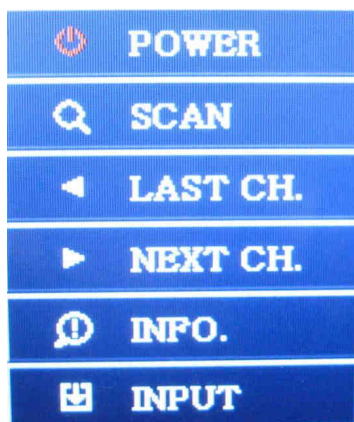 POWER
SCAN
LAST CH.
NEXT CH.
INFO.
INPUT